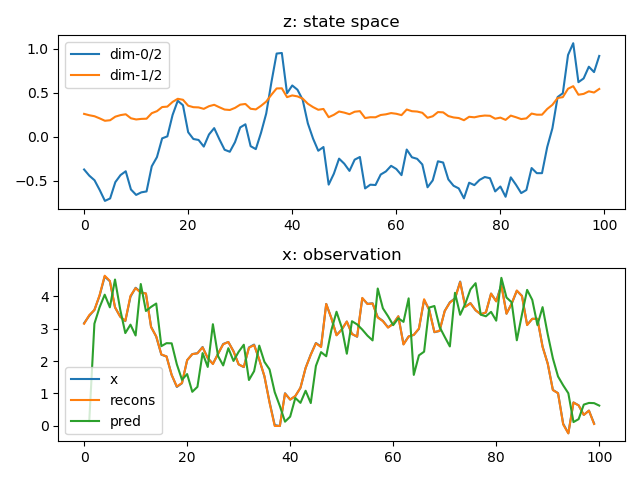 z: state space
1.0
0.5
0.0
−0.5
dim-0/2
dim-1/2
0 20 40 60 80 100
x: observation
4
3
2
1
0
x
recons
pred
0 20 40 60 80 100